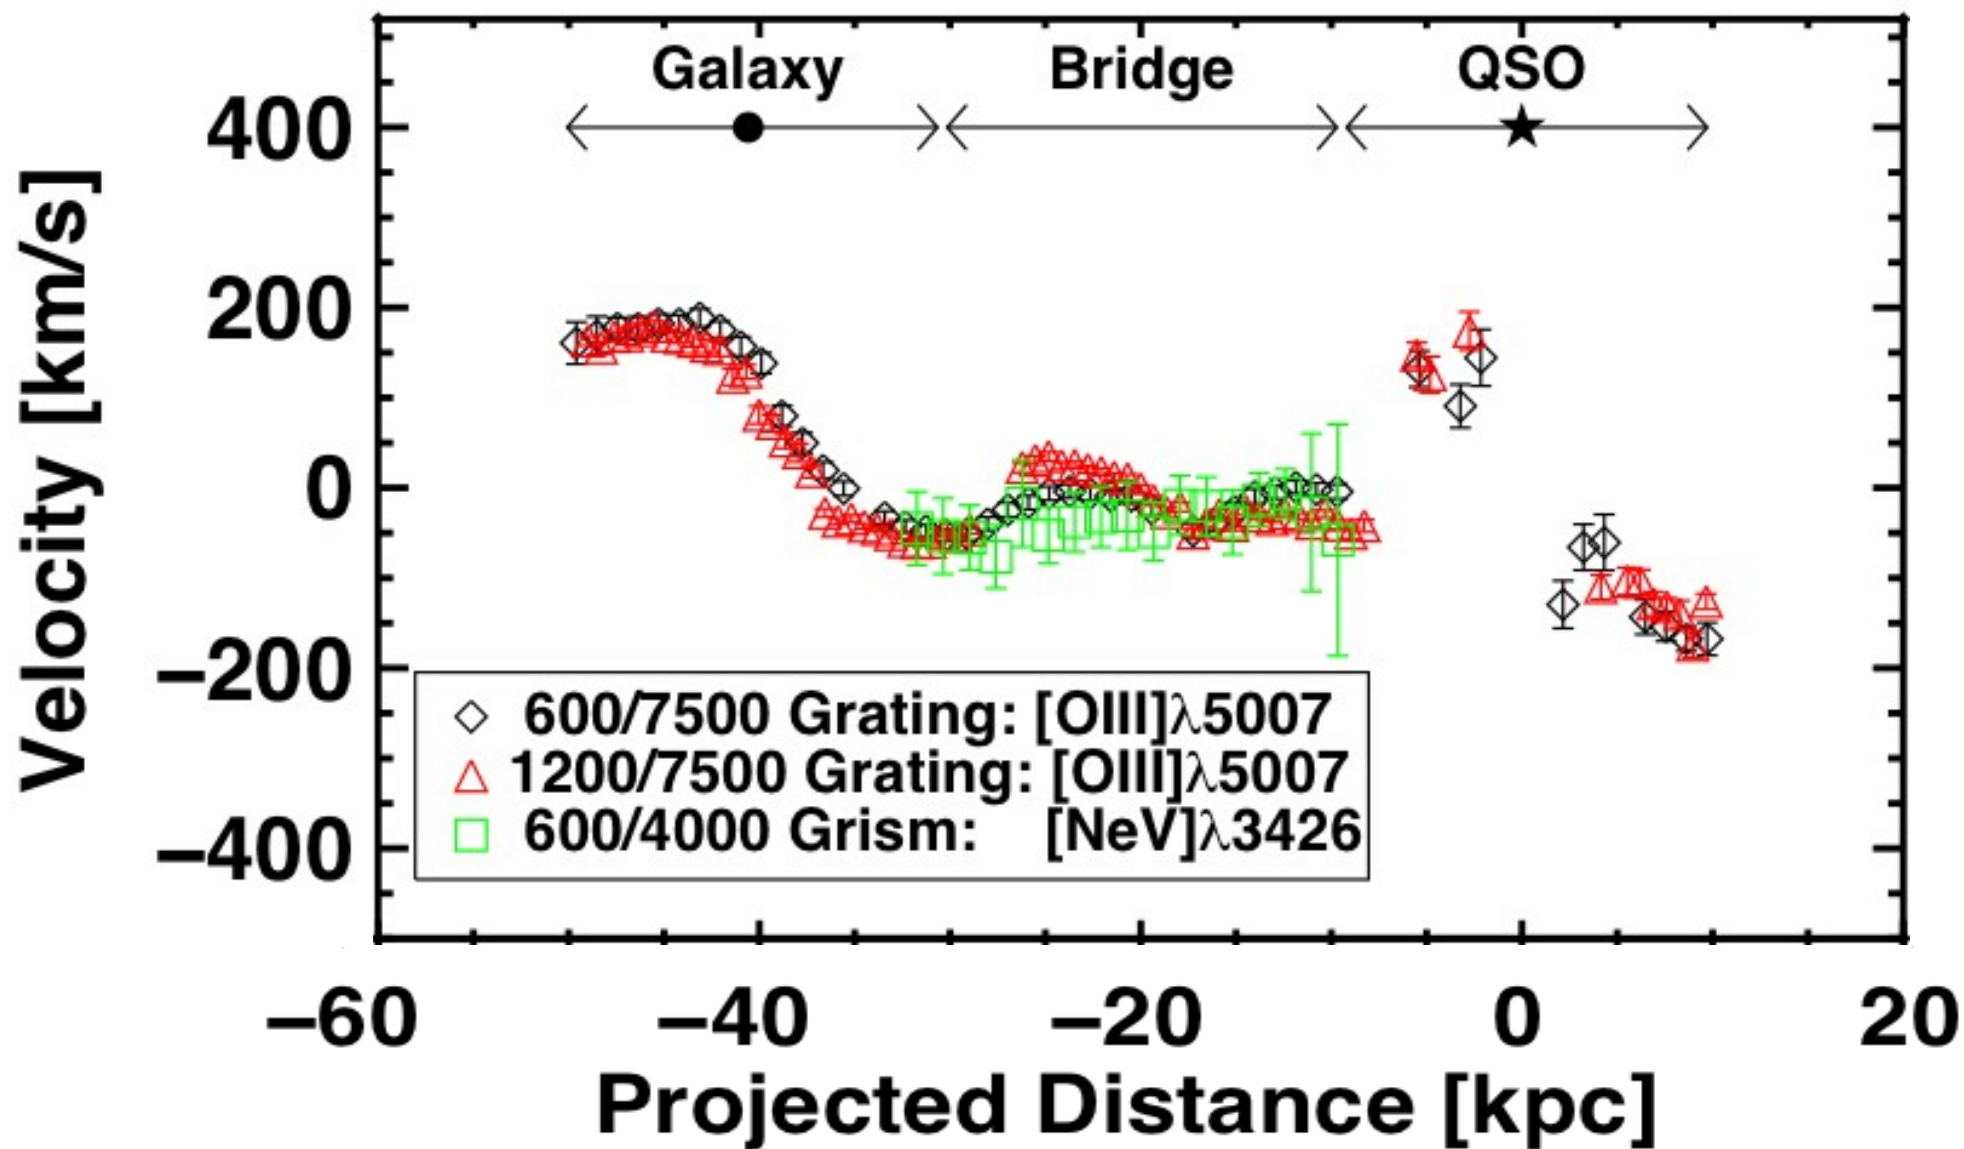 Galaxy Bridge QSO
400
200
0
−200
−400
Velocity [km/s]
600/7500 Grating: [OIII]λ5007
1200/7500 Grating: [OIII]λ5007
600/4000 Grism: [NeV]λ3426
−60 −40 −20 0 20
Projected Distance [kpc]